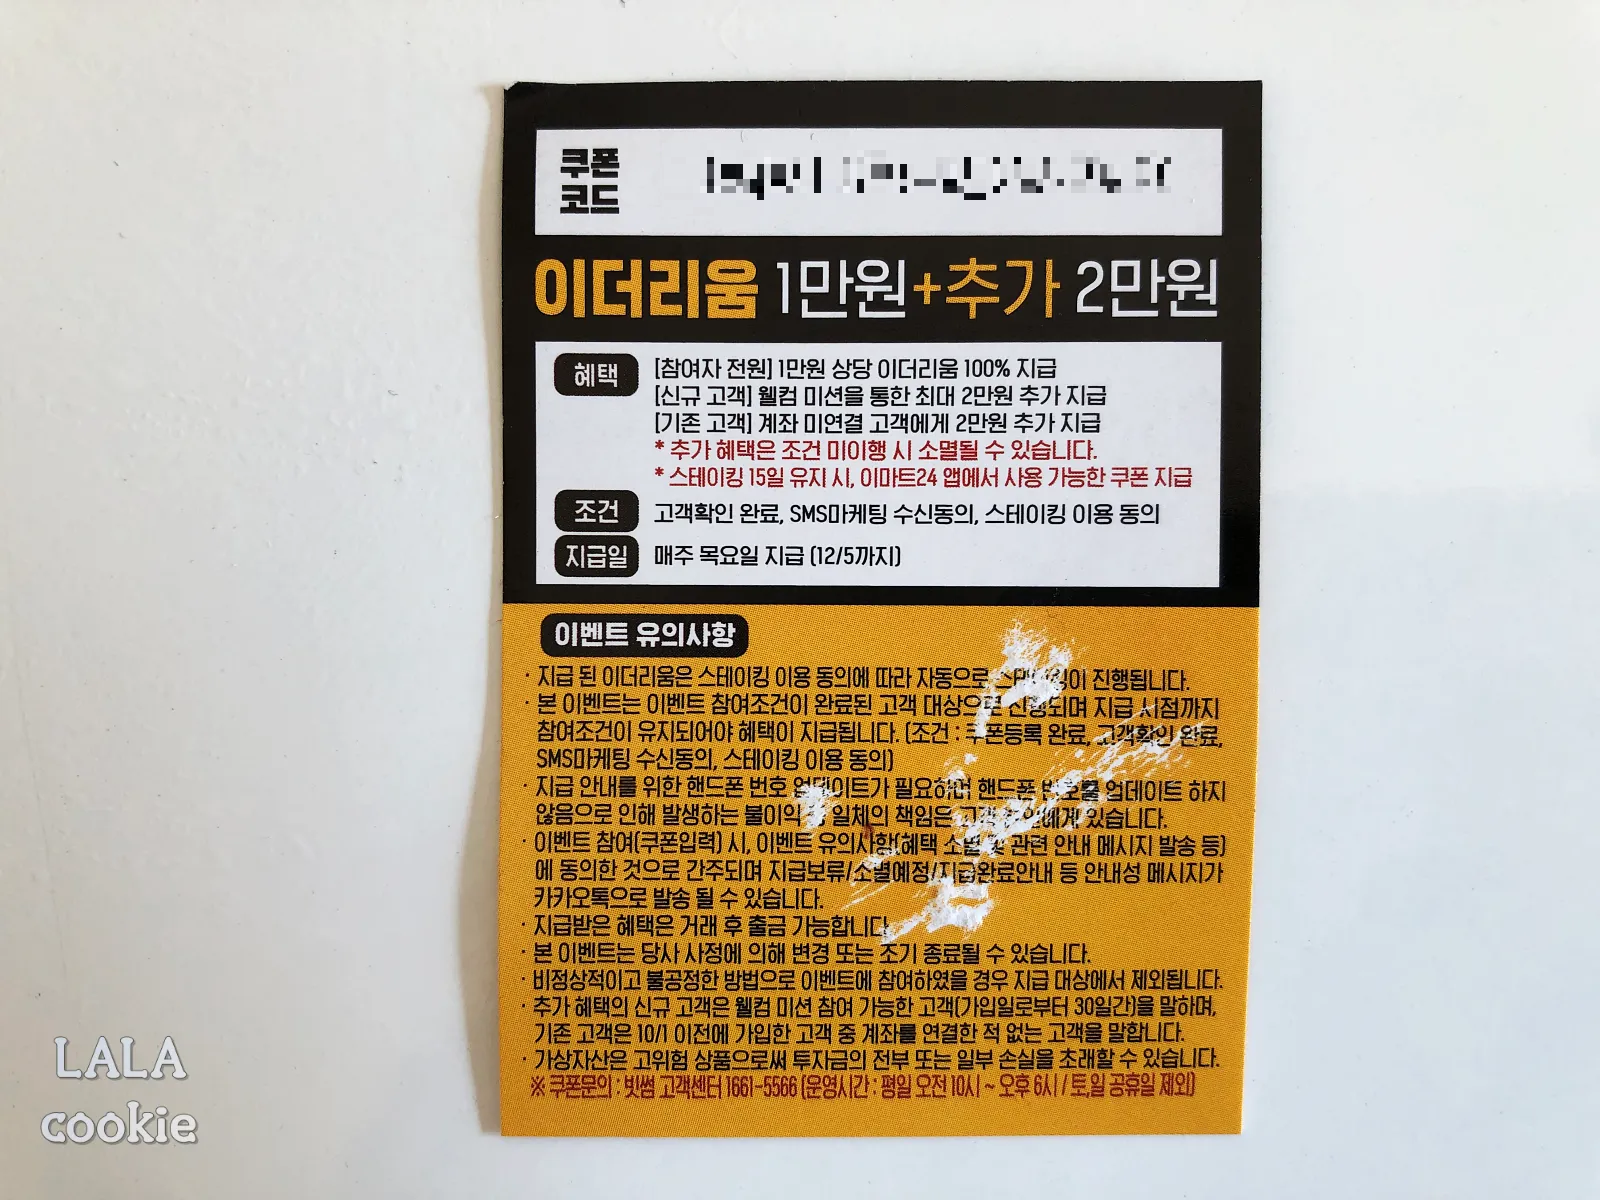 쿠폰
코드
이더리움 1만원+추가 2만원
혜택
[참여자 전원] 1만원 상당 이더리움 100% 지급
[신규 고객] 웰컴 미션을 통한 최대 2만원 추가 지급
[기존 고객] 계좌 미연결 고객에게 2만원 추가 지급
* 추가 혜택은 조건 미이행 시 소멸될 수 있습니다.
* 스테이킹 15일 유지 시, 이마트24 앱에서 사용 가능한 쿠폰 지급
조건 고객확인 완료, SMS마케팅 수신동의, 스테이킹 이용 동의
지급일 매주 목요일 지급 (12/5까지)
이벤트 유의사항
· 지급 된 이더리움은 스테이킹 이용 동의에 따라 자동으로 진행됩니다.
· 본 이벤트는 이벤트 참여조건이 완료된 고객 대상으로 진행되며 지급 시점까지
참여조건이 유지되어야 혜택이 지급됩니다. (조건 : 쿠폰등록 완료, 고객확인 완료,
SMS마케팅 수신동의, 스테이킹 이용 동의)
· 지급 안내를 위한 핸드폰 번호 업데이트가 필요하며 핸드폰 번호를 업데이트 하지
않음으로 인해 발생하는 불이익 일체의 책임은 고객 있습니다.
· 이벤트 참여(쿠폰입력) 시, 이벤트 유의사항(혜택 소멸 및 관련 안내 메시지 발송 등)
에 동의한 것으로 간주되며 지급보류/소별예정/지급완료안내 등 안내성 메시지가
카카오톡으로 발송 될 수 있습니다.
· 지급받은 혜택은 거래 후 출금 가능합니다.
· 본 이벤트는 당사 사정에 의해 변경 또는 조기 종료될 수 있습니다.
· 비정상적이고 불공정한 방법으로 이벤트에 참여하였을 경우 지급 대상에서 제외됩니다.
· 추가 혜택의 신규 고객은 웰컴 미션 참여 가능한 고객(가입일로부터 30일간)을 말하며,
기존 고객은 10/1 이전에 가입한 고객 중 계좌를 연결한 적 없는 고객을 말합니다.
· 가상자산은 고위험 상품으로써 투자금의 전부 또는 일부 손실을 초래할 수 있습니다.
※ 쿠폰문의 : 빗썸 고객센터 1661-5566 (운영시간 : 평일 오전 10시 ~ 오후 6시 / 토,일 공휴일 제외)
LALA
cookie